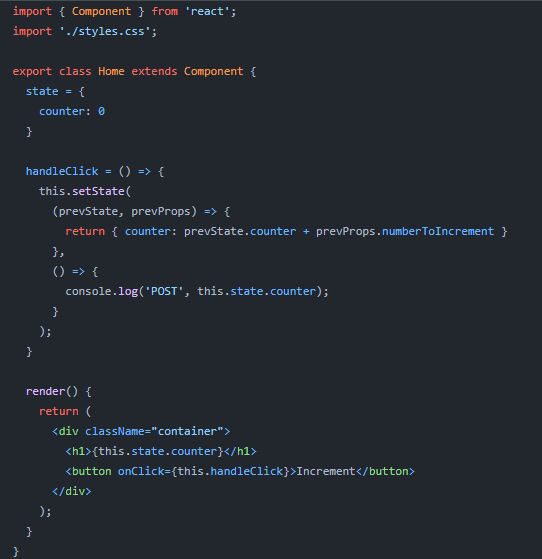 import { Component } from 'react';
import './styles.css';

export class Home extends Component {
  state = {
    counter: 0
  }

  handleClick = () => {
    this.setState(
      (prevState, prevProps) => {
        return { counter: prevState.counter + prevProps.numberToIncrement }
      },
      () => {
        console.log('POST', this.state.counter);
      }
    );
  }

  render() {
    return (
      <div className="container">
        <h1>{this.state.counter}</h1>
        <button onClick={this.handleClick}>Increment</button>
      </div>
    );
  }
}